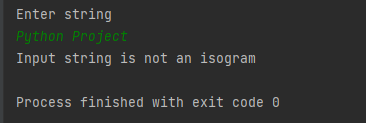 Enter string
Python Project
Input string is not an isogram
Process finished with exit code 0